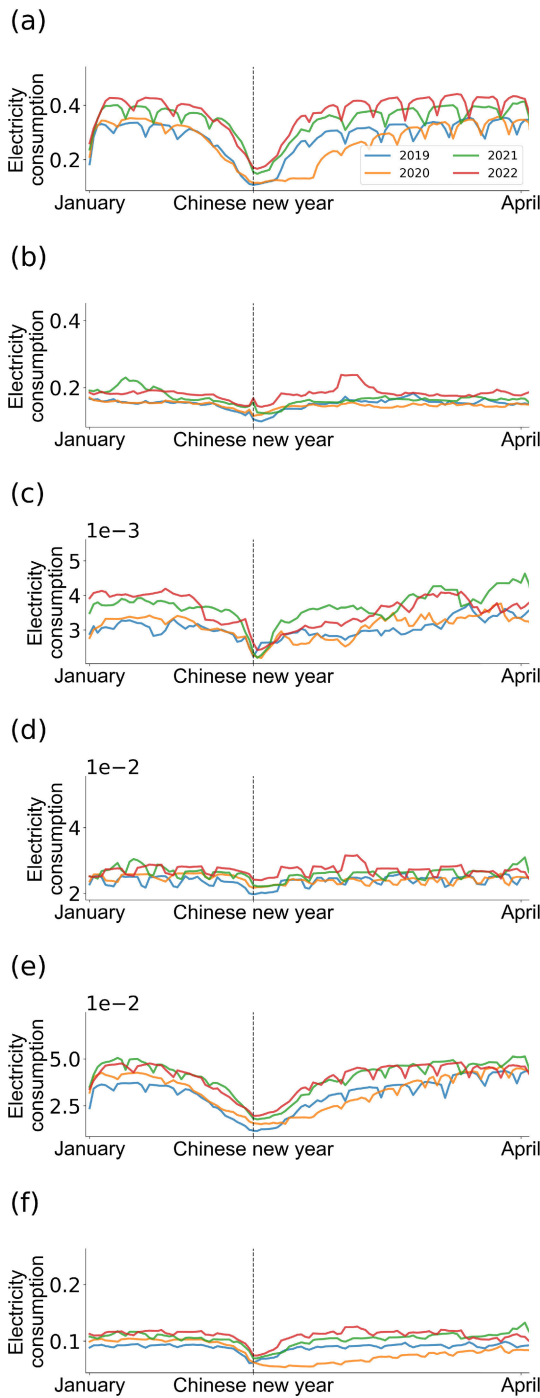 (a)
Electricity
consumption
0.4
0.2
2019
2020
2021
2022
January
Chinese new year
April
(b)
Electricity
consumption
0.4
0.2
January
Chinese new year
April
(c)
1e−3
Electricity
consumption
5
4
3
January
Chinese new year
April
(d)
1e−2
Electricity
consumption
4
2
January
Chinese new year
April
(e)
1e−2
Electricity
consumption
5.0
2.5
January
Chinese new year
April
(f)
Electricity
consumption
0.2
0.1
January
Chinese new year
April